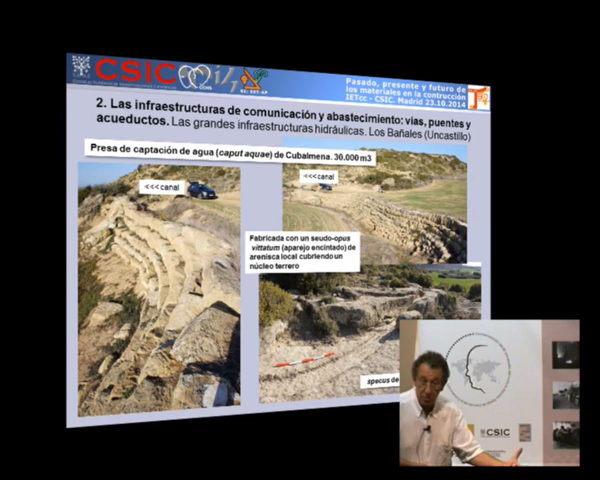 CSIC
CCHS
Pasado, presente y futuro de
los materiales en la contrucción
IETcc - CSIC. Madrid 23.10.2014
2. Las infraestructuras de comunicación y abastecimiento: vías, puentes y
acueductos. Las grandes infraestructuras hidráulicas. Los Bañales (Uncastillo)
Presa de captación de agua (caput aquae) de Cubalmena. 30.000 m3
<<<canal
<<<canal
Fabricada con un seudo-opus
vittatum (aparejo encintado) de
arenisca local cubriendo un
núcleo terrero
specus de
CSIC